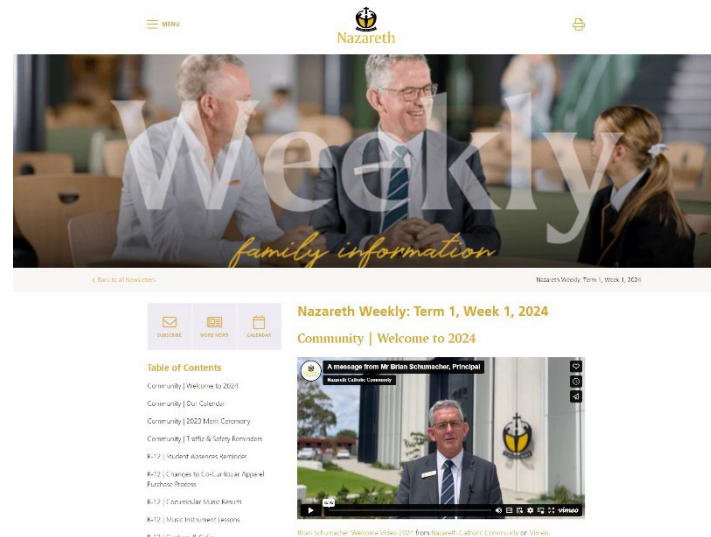 MENU
Nazareth
Weekly
family information
Back to all Newsletters
Nazareth Weekly: Term 1, Week 1, 2024
SUBSCRIBE
MORE NEWS
CALENDAR
Nazareth Weekly: Term 1, Week 1, 2024
Community | Welcome to 2024
A message from Mr Brian Schumacher, Principal
Nazareth Catholic Community
Table of Contents
Community | Welcome to 2024
Community | Our Calendar
Community | 2023 Merit Ceremony
Community | Traffic & Safety Reminders
R-12 | Student Absences Reminder
R-12 | Changes to Co-Curricular Apparel
Purchase Process
R-12 | Cocurricular Music Resum
R-12 | Music Instrument Lessons
vimeo
Brian Schumacher Welcome Video 2024 from Nazareth Catholic Community on Vimeo.